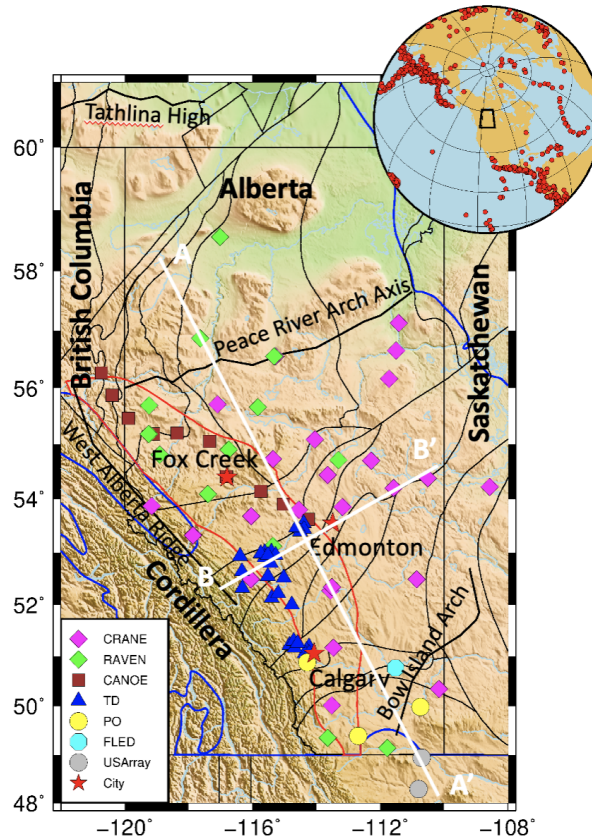 Tathlina High
60°
Alberta
British Columbia
A
58°
Peace River Arch Axis
Saskatchewan
56°
B'
Fox Creek
West Alberta Ridge
54°
Edmonton
B
Cordillera
52°
Bow Island Arch
Calgary
CRANE
RAVEN
CANOE
TD
PO
FLED
USArray
City
50°
A'
48°
−120° −116° −112° −108°